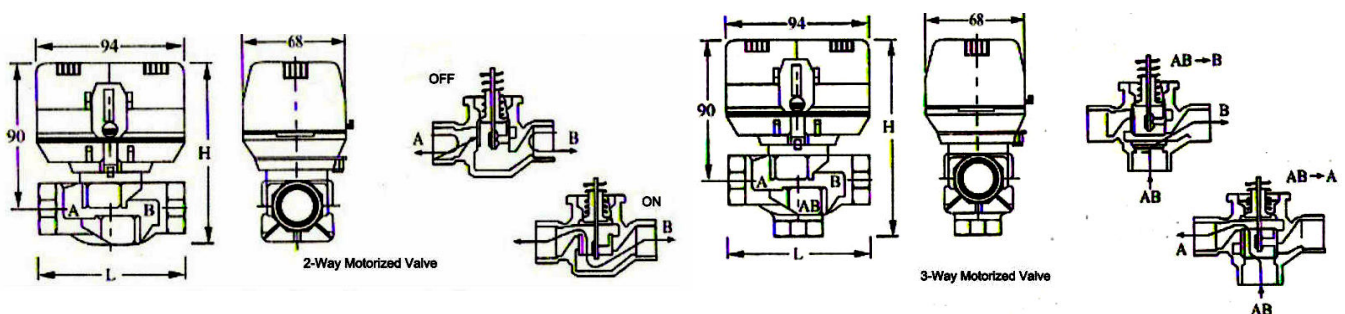 94
68
90
H
A
B
L
OFF
A
B
ON
B
2-Way Motorized Valve
94
68
90
H
A
B
AB
L
3-Way Motorized Valve
AB→B
B
AB
AB→A
A
AB